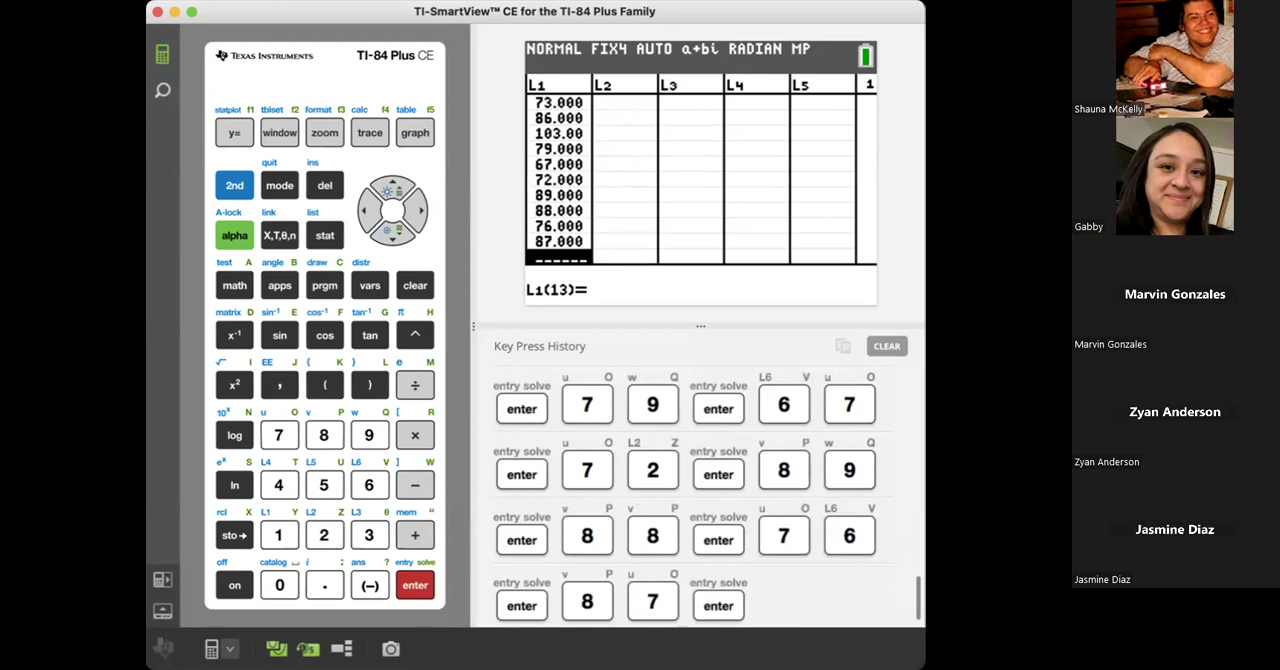 TI-SmartView™ CE for the TI-84 Plus Family
TEXAS INSTRUMENTS TI-84 Plus CE
statplot f1 tblset f2 format f3 calc f4 table f5
y= window zoom trace graph
quit ins
2nd mode del
A-lock link list
alpha X,T,θ,n stat
test A angle B draw C distr
math apps prgm vars clear
matrix D sin⁻¹ E cos⁻¹ F tan⁻¹ G π H
x⁻¹ sin cos tan ^
√ I EE J { K } L e M
x² , ( ) ÷
10ˣ N u O v P w Q [ R
log 7 8 9 ×
eˣ S L4 T L5 U L6 V ] W
ln 4 5 6 −
rcl X L1 Y L2 Z L3 θ mem "
sto→ 1 2 3 +
off catalog i : ans ? entry solve
on 0 . (−) enter
NORMAL FIX4 AUTO a+bi RADIAN MP
L1 L2 L3 L4 L5 1
73.000
86.000
103.00
79.000
67.000
72.000
89.000
88.000
76.000
87.000
------
L1(13)=
Key Press History
CLEAR
entry solve u O w Q entry solve L6 V u O
enter 7 9 enter 6 7
entry solve u O L2 Z entry solve v P w Q
enter 7 2 enter 8 9
entry solve v P v P entry solve u O L6 V
enter 8 8 enter 7 6
entry solve v P u O entry solve
enter 8 7 enter
Shauna McKelly
Gabby
Marvin Gonzales
Marvin Gonzales
Zyan Anderson
Zyan Anderson
Jasmine Diaz
Jasmine Diaz